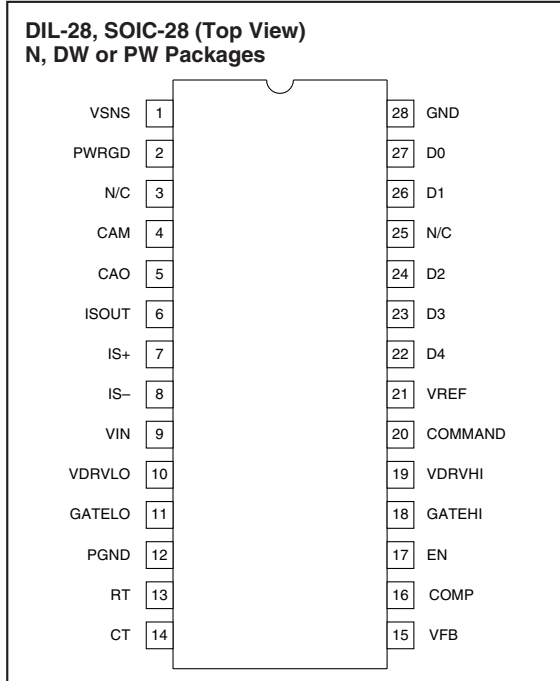 DIL-28, SOIC-28 (Top View)
N, DW or PW Packages
VSNS 1 28 GND
PWRGD 2 27 D0
N/C 3 26 D1
CAM 4 25 N/C
CAO 5 24 D2
ISOUT 6 23 D3
IS+ 7 22 D4
IS– 8 21 VREF
VIN 9 20 COMMAND
VDRVLO 10 19 VDRVHI
GATELO 11 18 GATEHI
PGND 12 17 EN
RT 13 16 COMP
CT 14 15 VFB